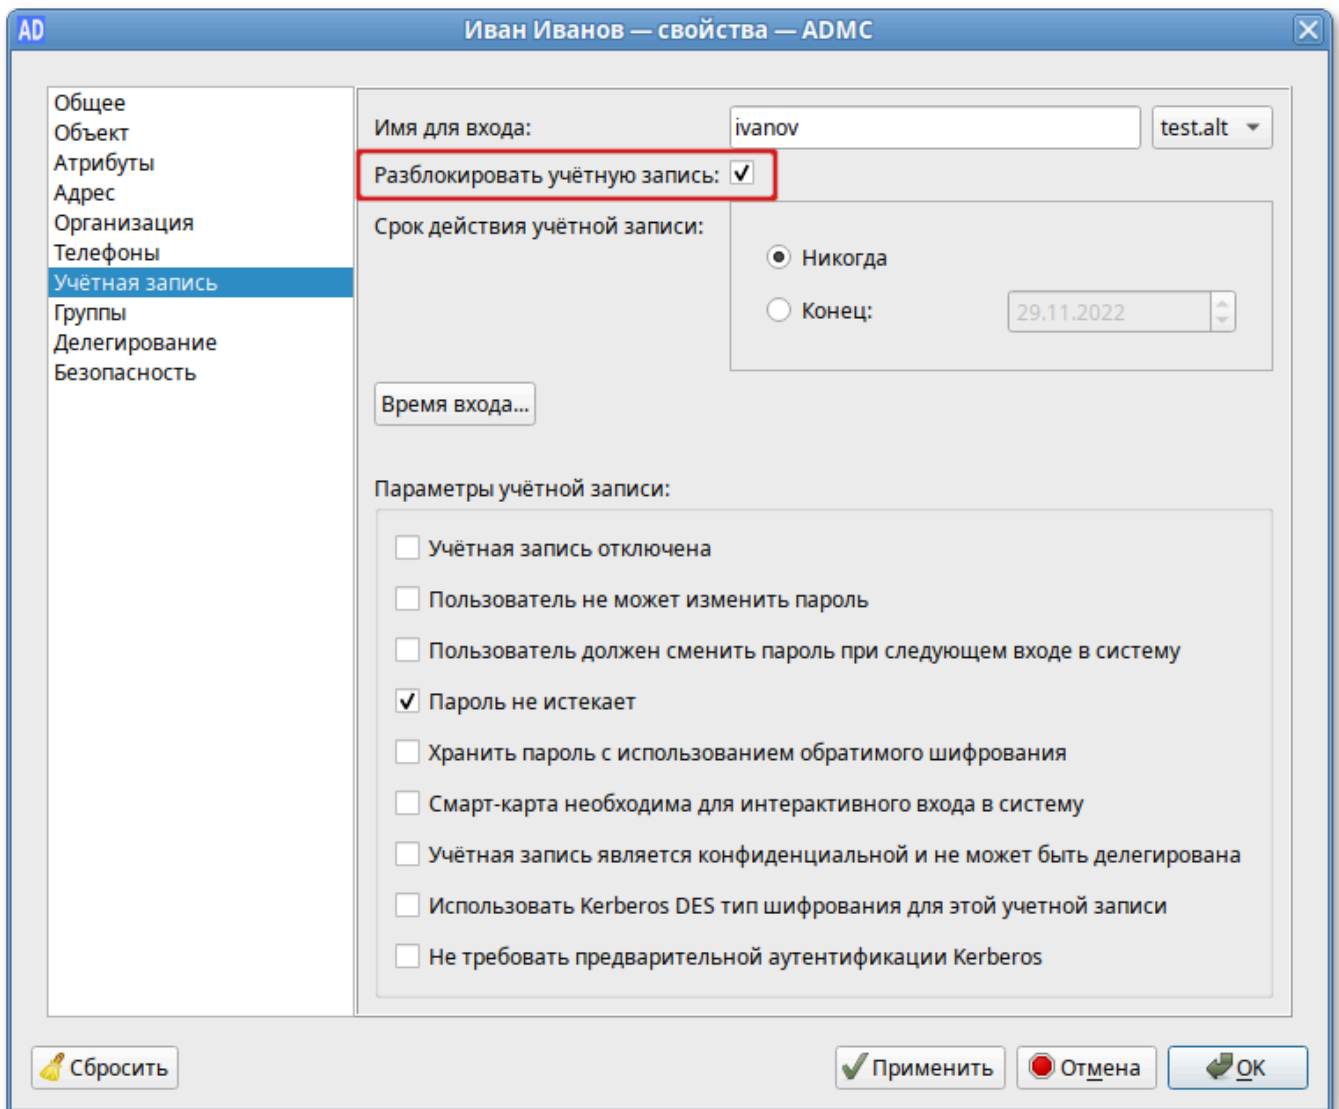 AD
Иван Иванов — свойства — ADMC
Общее
Объект
Атрибуты
Адрес
Организация
Телефоны
Учётная запись
Группы
Делегирование
Безопасность
Имя для входа: ivanov test.alt
Разблокировать учётную запись:
Срок действия учётной записи:
Никогда
Конец: 29.11.2022
Время входа...
Параметры учётной записи:
Учётная запись отключена
Пользователь не может изменить пароль
Пользователь должен сменить пароль при следующем входе в систему
Пароль не истекает
Хранить пароль с использованием обратимого шифрования
Смарт-карта необходима для интерактивного входа в систему
Учётная запись является конфиденциальной и не может быть делегирована
Использовать Kerberos DES тип шифрования для этой учетной записи
Не требовать предварительной аутентификации Kerberos
Сбросить Применить Отмена OK